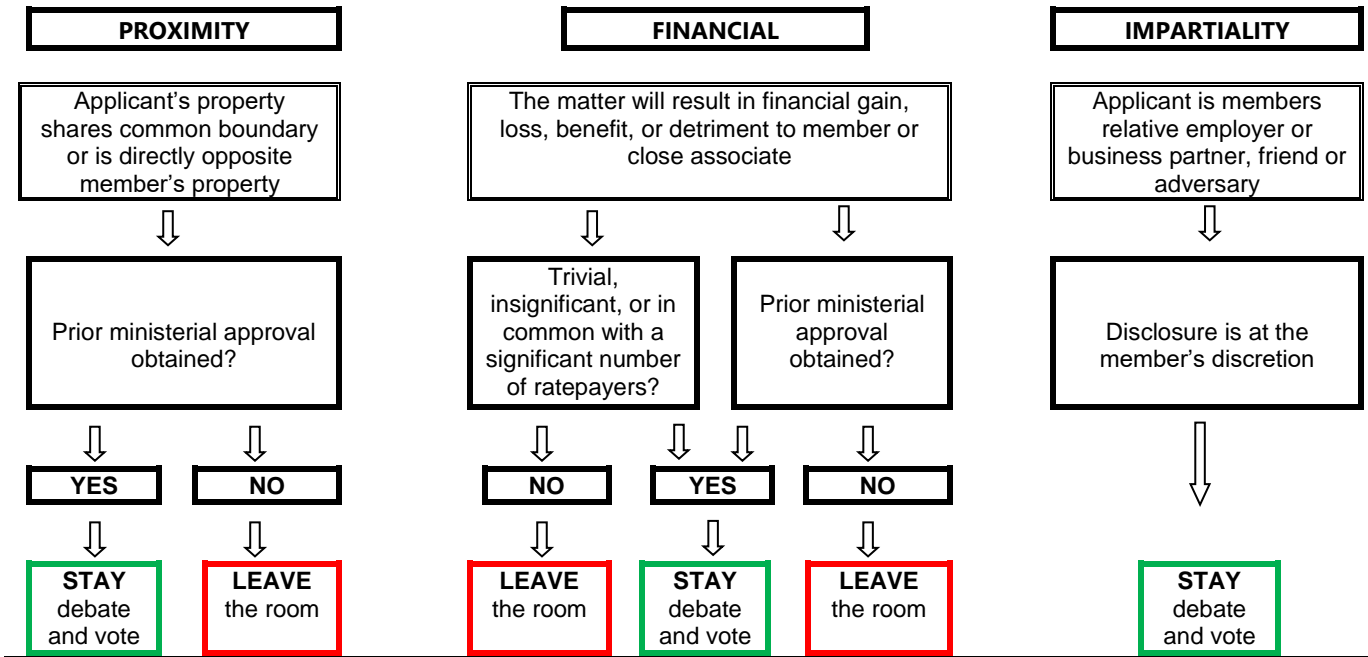 PROXIMITY
FINANCIAL
IMPARTIALITY
Applicant's property
shares common boundary
or is directly opposite
member's property
The matter will result in financial gain,
loss, benefit, or detriment to member or
close associate
Applicant is members
relative employer or
business partner, friend or
adversary
Prior ministerial approval
obtained?
Trivial,
insignificant, or in
common with a
significant number
of ratepayers?
Prior ministerial
approval
obtained?
Disclosure is at the
member's discretion
YES
NO
NO
YES
NO
STAY
debate
and vote
LEAVE
the room
LEAVE
the room
STAY
debate
and vote
LEAVE
the room
STAY
debate
and vote